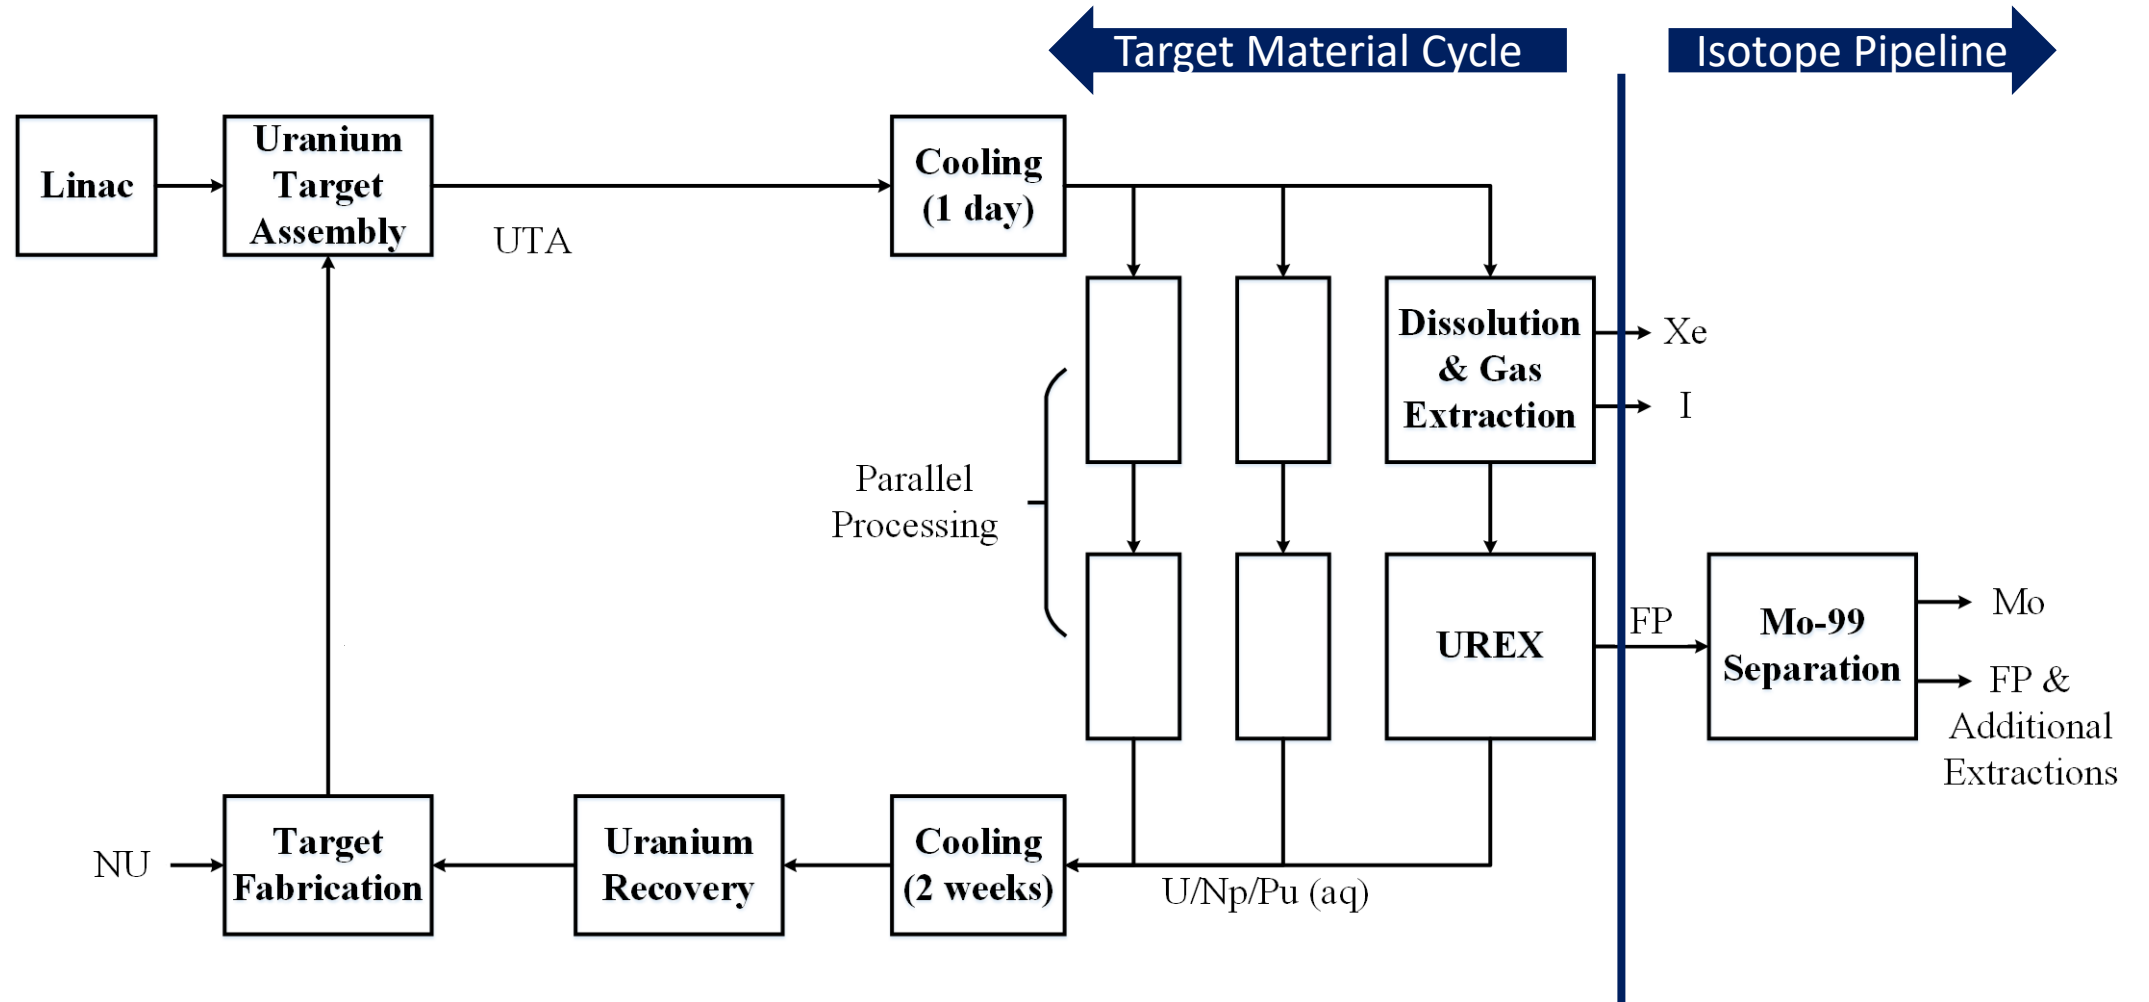 Target Material Cycle
Isotope Pipeline
Linac
Uranium
Target
Assembly
UTA
Cooling
(1 day)
Dissolution
& Gas
Extraction
Xe
I
Parallel
Processing
UREX
FP
Mo-99
Separation
Mo
FP &
Additional
Extractions
NU
Target
Fabrication
Uranium
Recovery
Cooling
(2 weeks)
U/Np/Pu (aq)